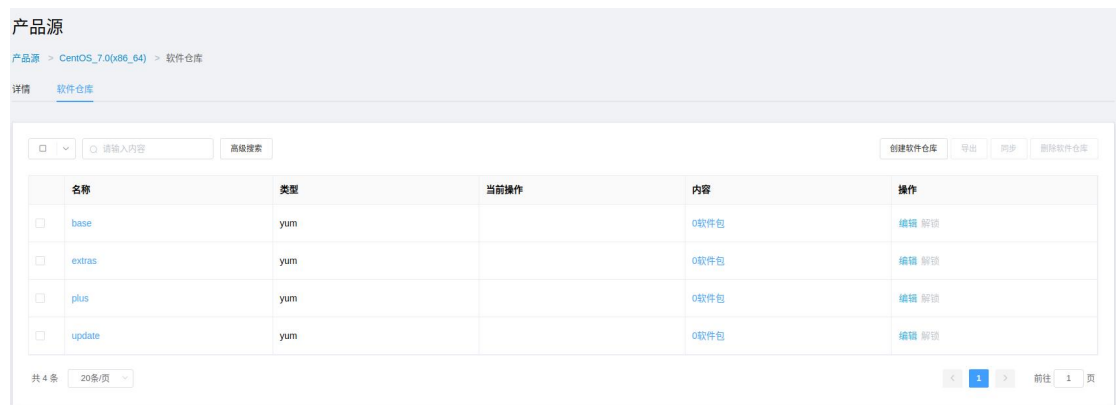 产品源
产品源 > CentOS_7.0(x86_64) > 软件仓库
详情 软件仓库
请输入内容 高级搜索 创建软件仓库 导出 同步 删除软件仓库
名称 类型 当前操作 内容 操作
base yum 0软件包 编辑 解锁
extras yum 0软件包 编辑 解锁
plus yum 0软件包 编辑 解锁
update yum 0软件包 编辑 解锁
共 4 条 20条/页 < 1 > 前往 1 页